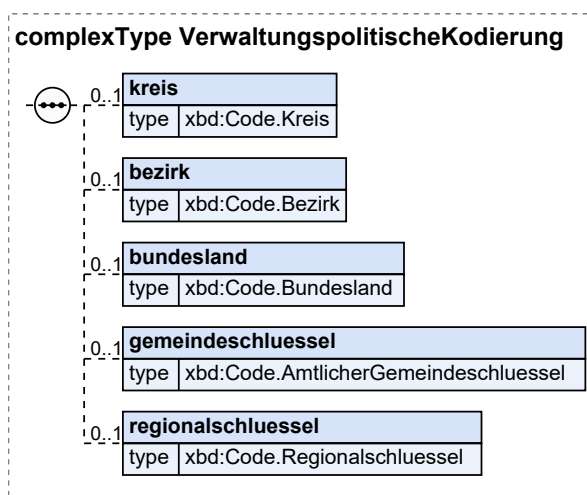 complexType VerwaltungspolitischeKodierung
0..1 kreis
type xbd:Code.Kreis
0..1 bezirk
type xbd:Code.Bezirk
0..1 bundesland
type xbd:Code.Bundesland
0..1 gemeindeschluessel
type xbd:Code.AmtlicherGemeindeschluessel
0..1 regionalschluessel
type xbd:Code.Regionalschluessel